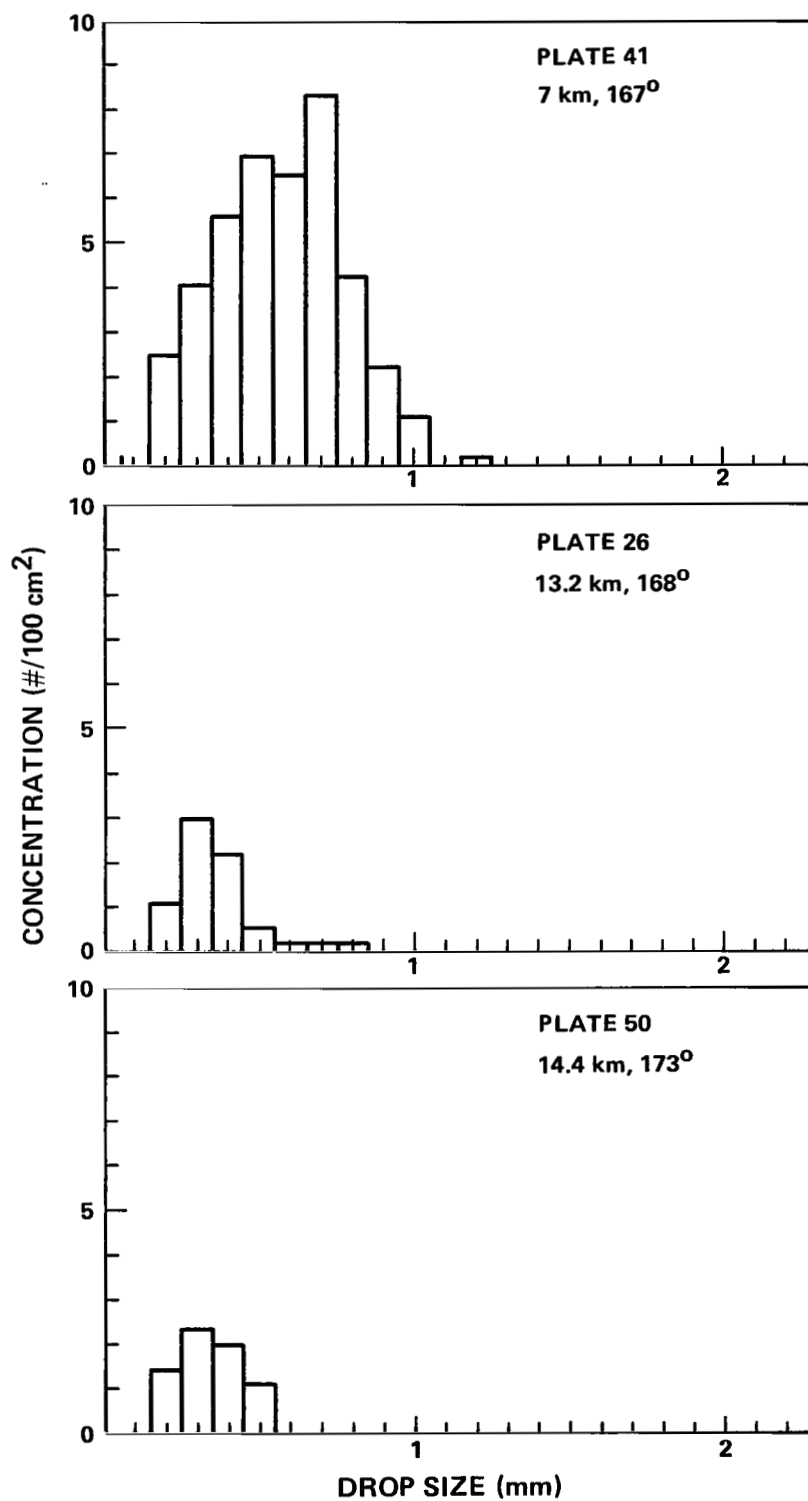 10
PLATE 41
7 km, 167°
5
0
1
2
10
PLATE 26
13.2 km, 168°
5
0
1
2
CONCENTRATION (#/100 cm²)
10
PLATE 50
14.4 km, 173°
5
0
1
2
DROP SIZE (mm)